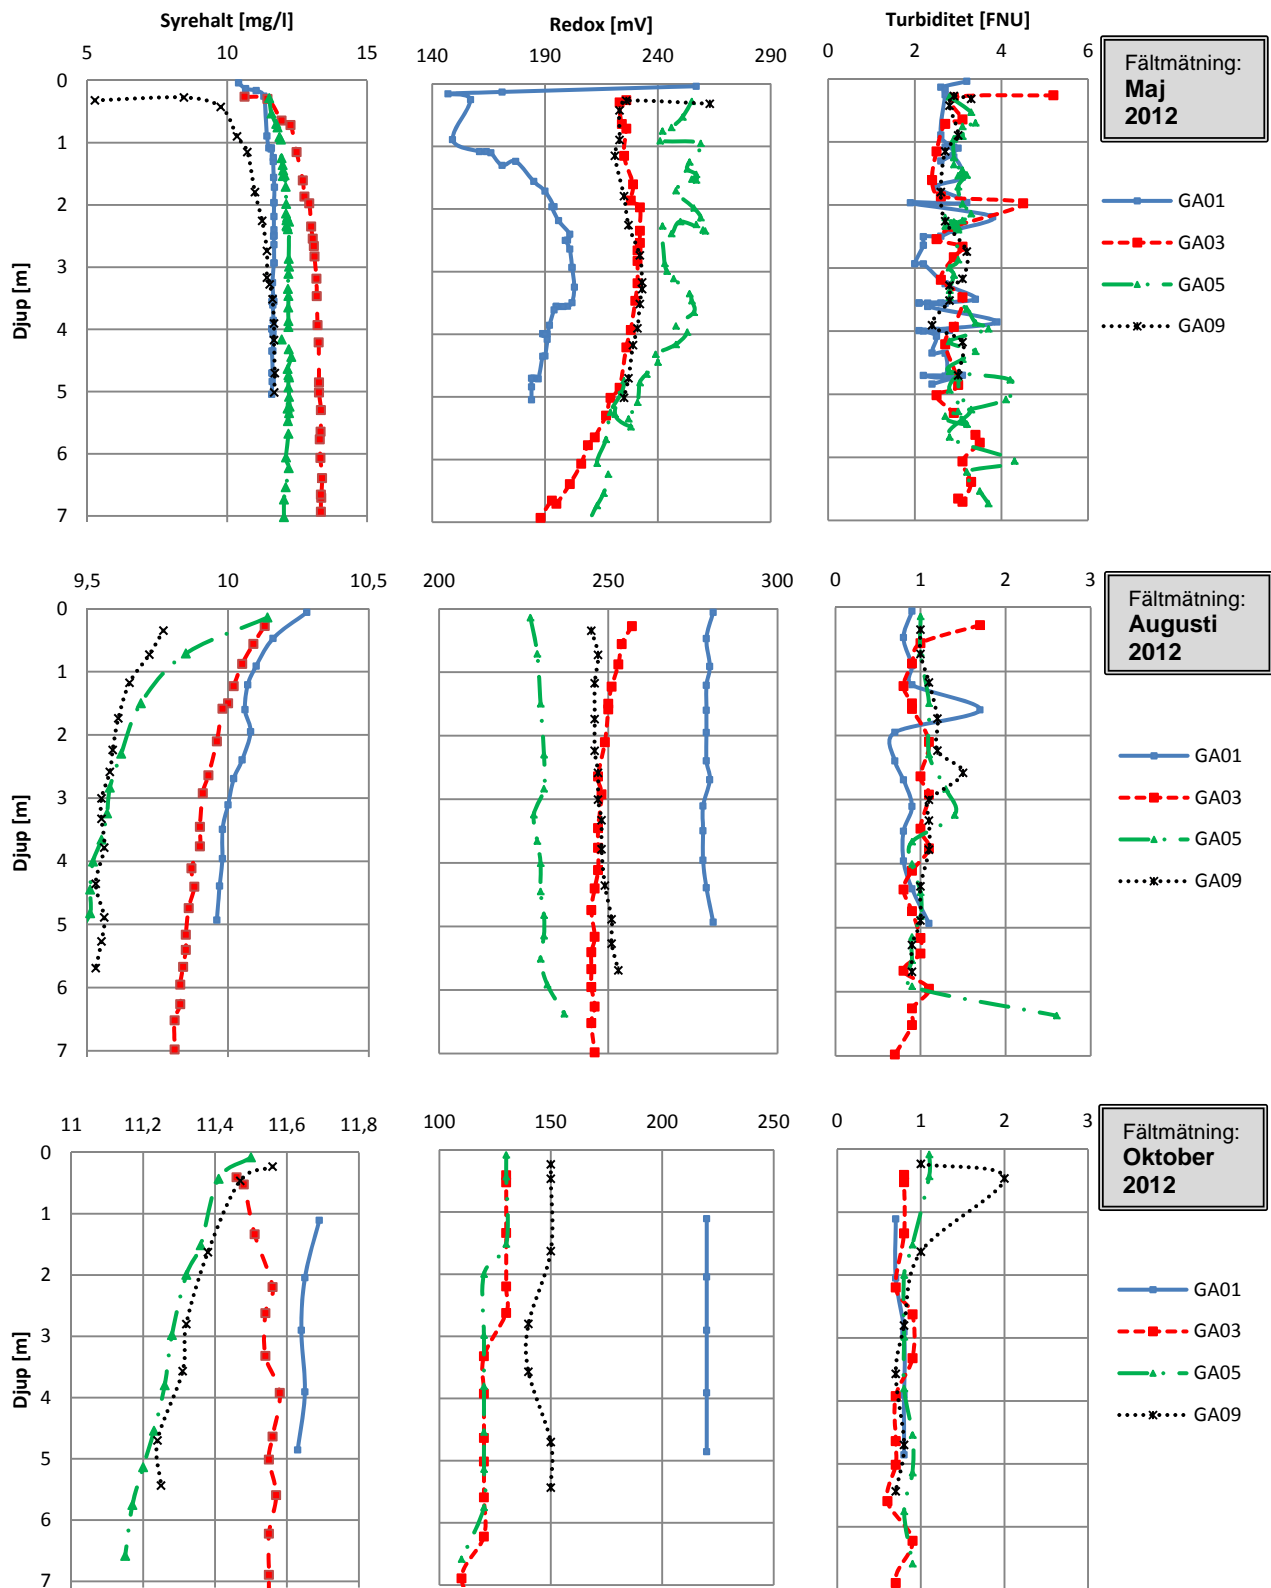 Syrehalt [mg/l]
Redox [mV]
Turbiditet [FNU]
5 10 15
140 190 240 290
0 2 4 6
0
1
2
3
4
5
6
7
Djup [m]
Fältmätning:
Maj
2012
GA01
GA03
GA05
GA09
9,5 10 10,5
200 250 300
0 1 2 3
0
1
2
3
4
5
6
7
Djup [m]
Fältmätning:
Augusti
2012
GA01
GA03
GA05
GA09
11 11,2 11,4 11,6 11,8
100 150 200 250
0 1 2 3
0
1
2
3
4
5
6
7
Djup [m]
Fältmätning:
Oktober
2012
GA01
GA03
GA05
GA09